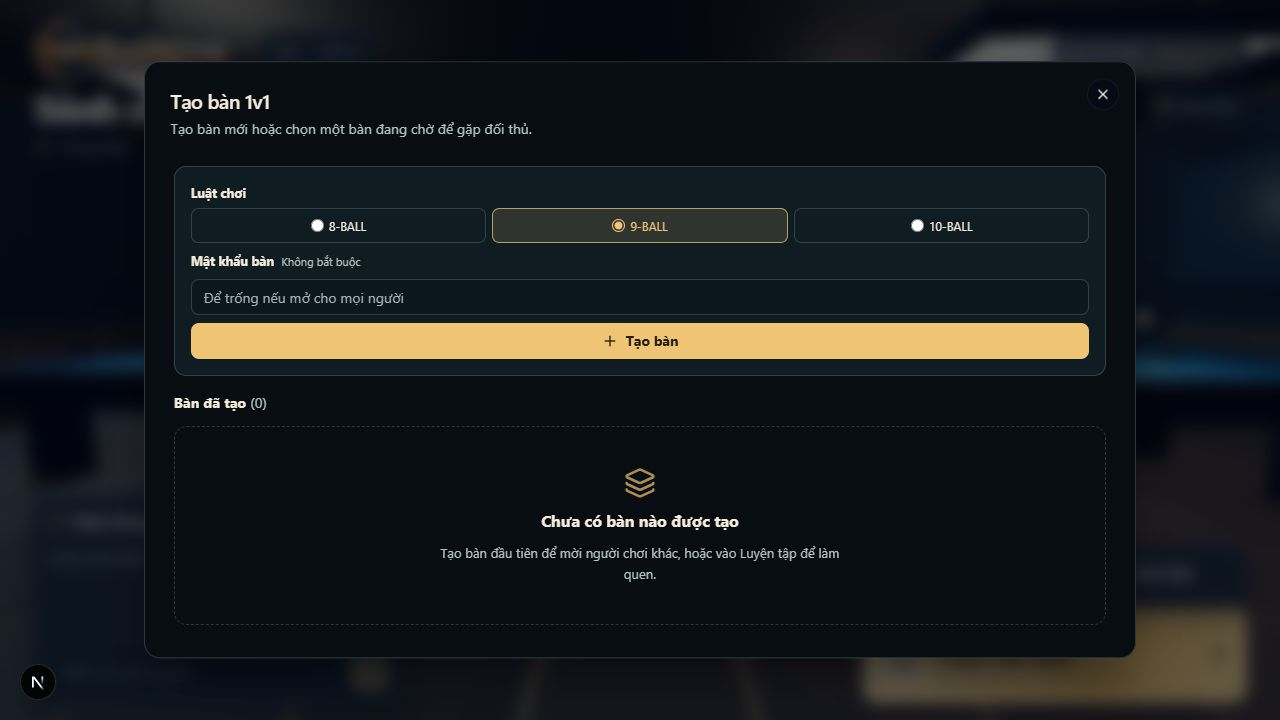 Tạo bàn 1v1
Tạo bàn mới hoặc chọn một bàn đang chờ để gặp đối thủ.
Luật chơi
8-BALL
9-BALL
10-BALL
Mật khẩu bàn Không bắt buộc
Để trống nếu mở cho mọi người
Tạo bàn
Bàn đã tạo (0)
Chưa có bàn nào được tạo
Tạo bàn đầu tiên để mời người chơi khác, hoặc vào Luyện tập để làm
quen.
N